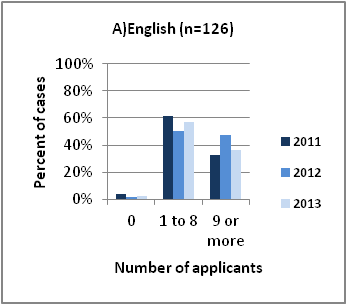 A)English (n=126)
100%
80%
60%
40%
20%
0%
Percent of cases
0
1 to 8
9 or
more
Number of applicants
2011
2012
2013